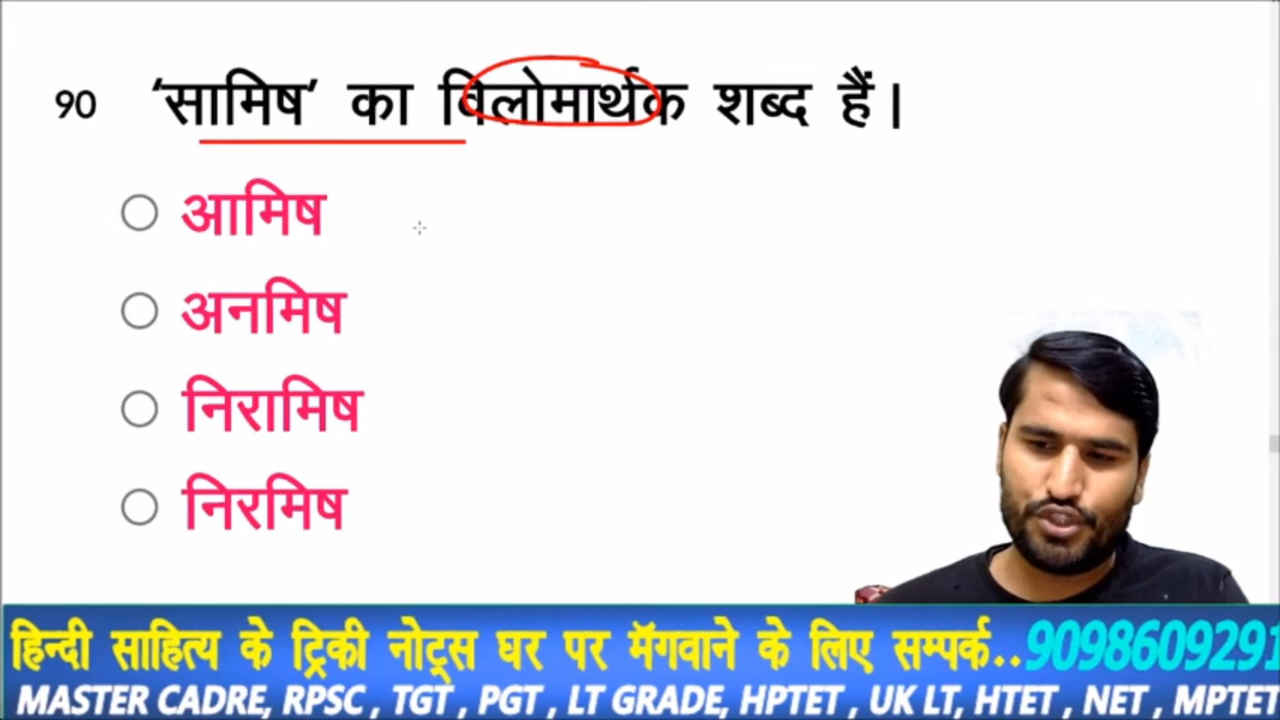 90 ‘सामिष’ का विलोमार्थक शब्द हैं।
आमिष
अनमिष
निरामिष
निरमिष
हिन्दी साहित्य के ट्रिकी नोट्स घर पर मॅगवाने के लिए सम्पर्क..9098609291
MASTER CADRE, RPSC , TGT , PGT , LT GRADE, HPTET , UK LT, HTET , NET , MPTET